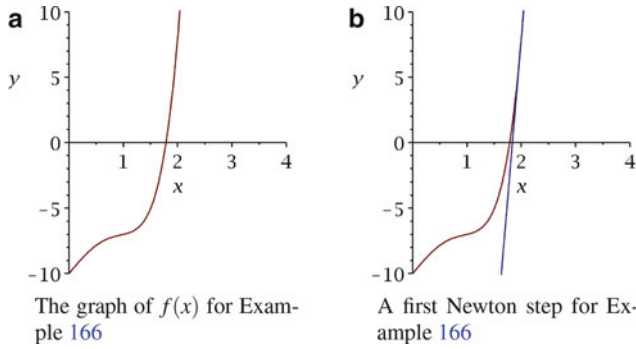 a
10
5
y
0
1 2 3 4
x
−5
−10
The graph of f(x) for Exam-
ple 166
b
10
5
y
0
1 2 3 4
x
−5
−10
A first Newton step for Ex-
ample 166